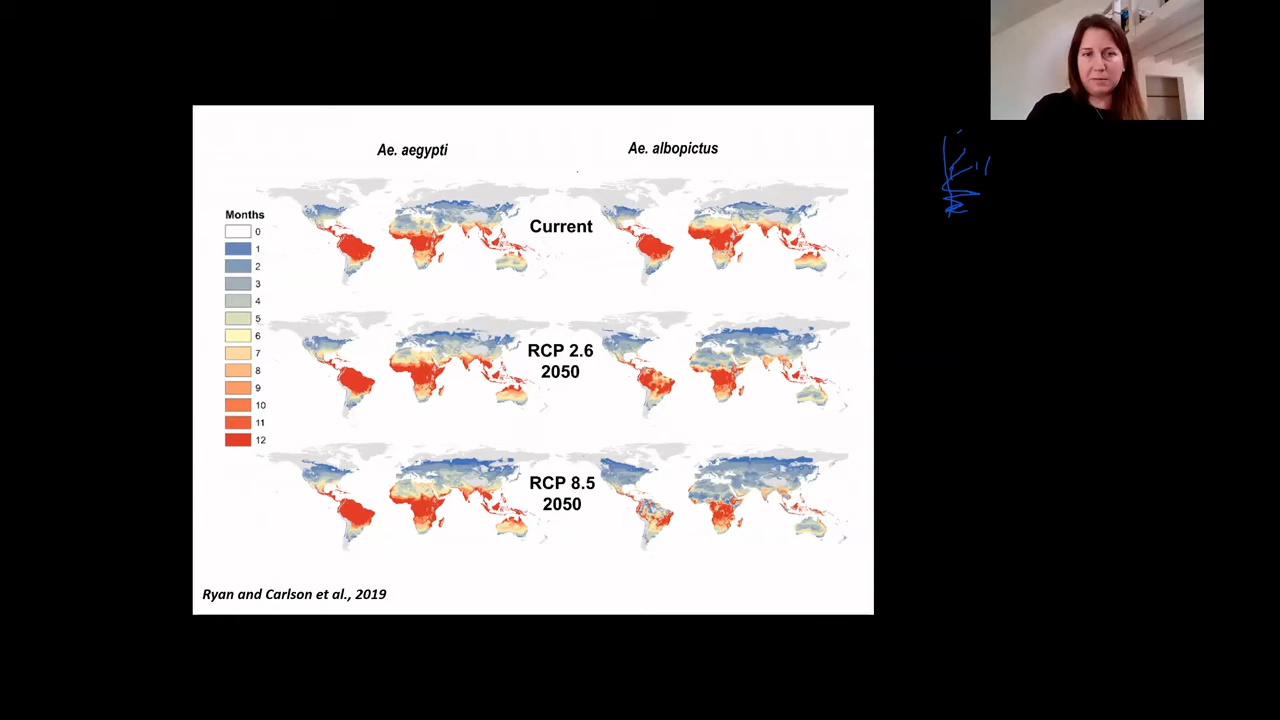 Ae. aegypti
Ae. albopictus
Months
0
1
2
3
4
5
6
7
8
9
10
11
12
Current
RCP 2.6
2050
RCP 8.5
2050
Ryan and Carlson et al., 2019